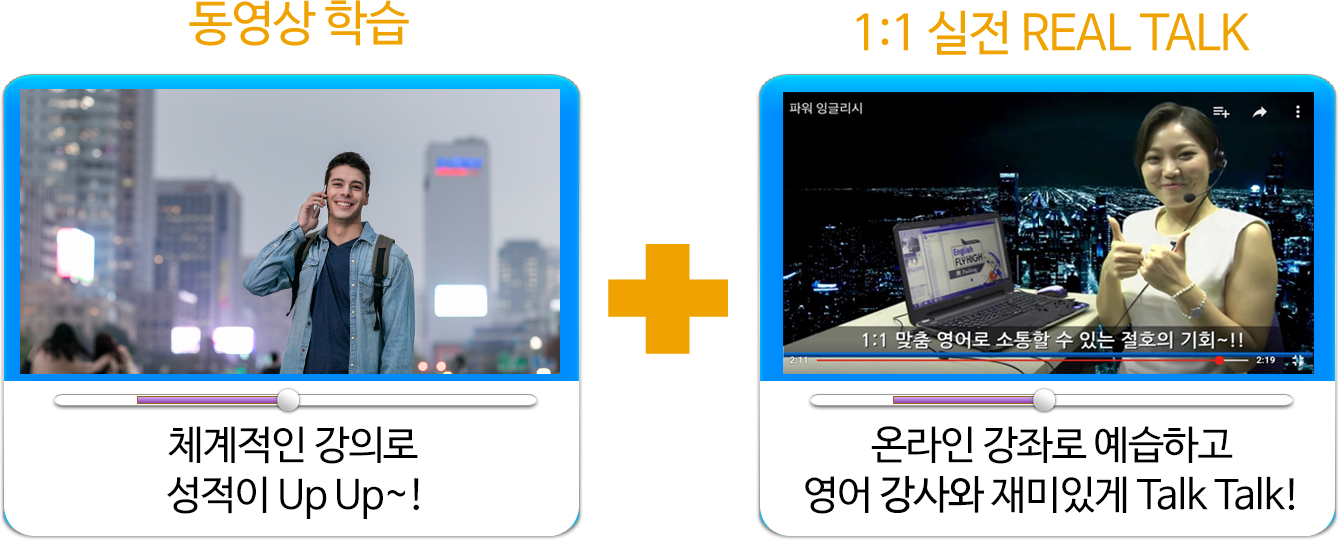 동영상 학습
1:1 실전 REAL TALK
파워 잉글리시
English
FLY HIGH
1:1 맞춤 영어로 소통할 수 있는 절호의 기회~!!
2:11
2:19
체계적인 강의로
성적이 Up Up~!
온라인 강좌로 예습하고
영어 강사와 재미있게 Talk Talk!